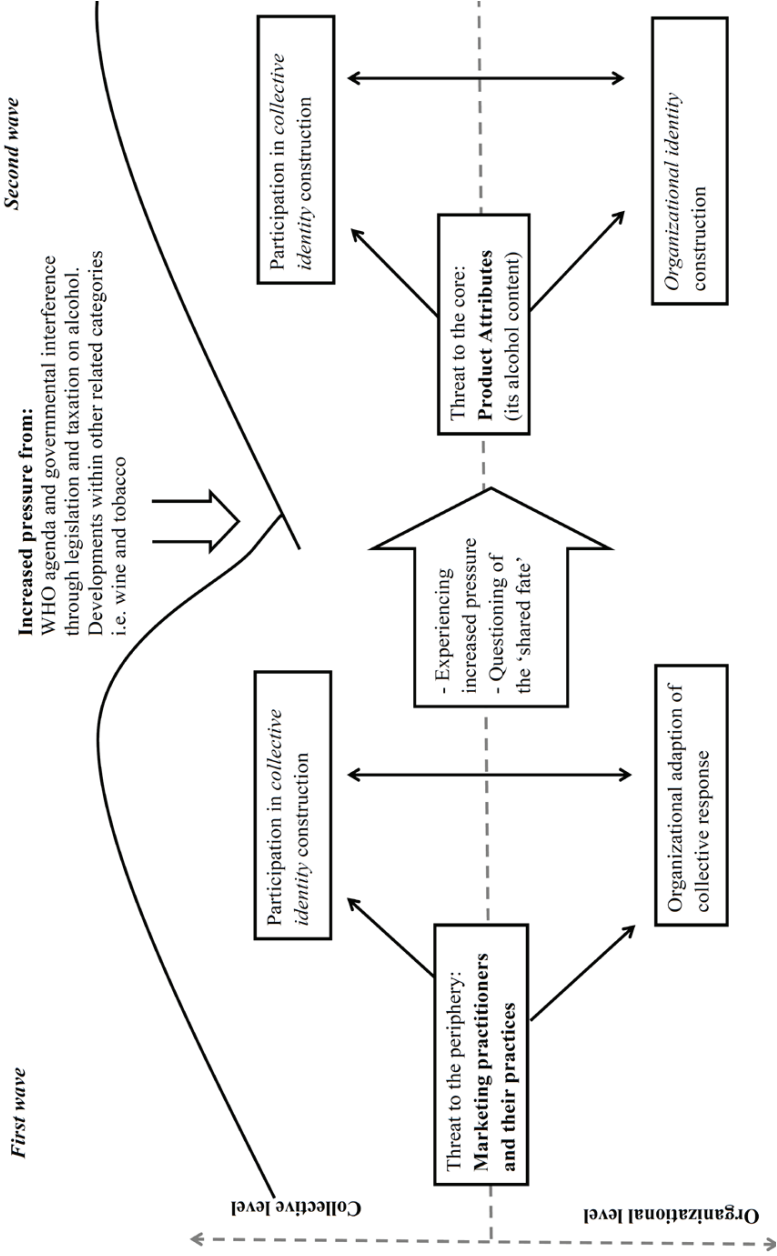 First wave
Second wave
Increased pressure from:
WHO agenda and governmental interference
through legislation and taxation on alcohol.
Developments within other related categories
i.e. wine and tobacco
Collective level
Participation in collective
identity construction
Participation in collective
identity construction
Threat to the periphery:
Marketing practitioners
and their practices
- Experiencing
increased pressure
- Questioning of
the ‘shared fate’
Threat to the core:
Product Attributes
(its alcohol content)
Organizational level
Organizational adaption of
collective response
Organizational identity
construction